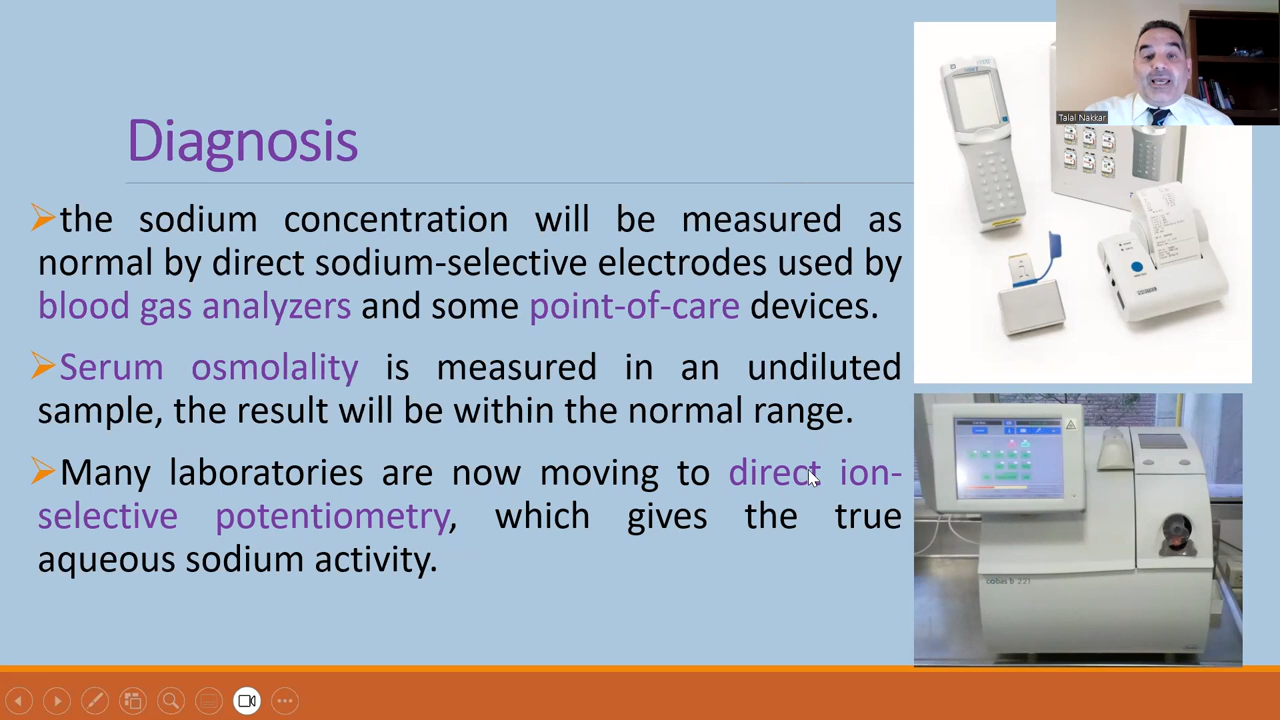 Talal Nakkar
Diagnosis
➢the sodium concentration will be measured as
normal by direct sodium-selective electrodes used by
blood gas analyzers and some point-of-care devices.
➢Serum osmolality is measured in an undiluted
sample, the result will be within the normal range.
➢Many laboratories are now moving to direct ion-
selective potentiometry, which gives the true
aqueous sodium activity.
cobas b 221